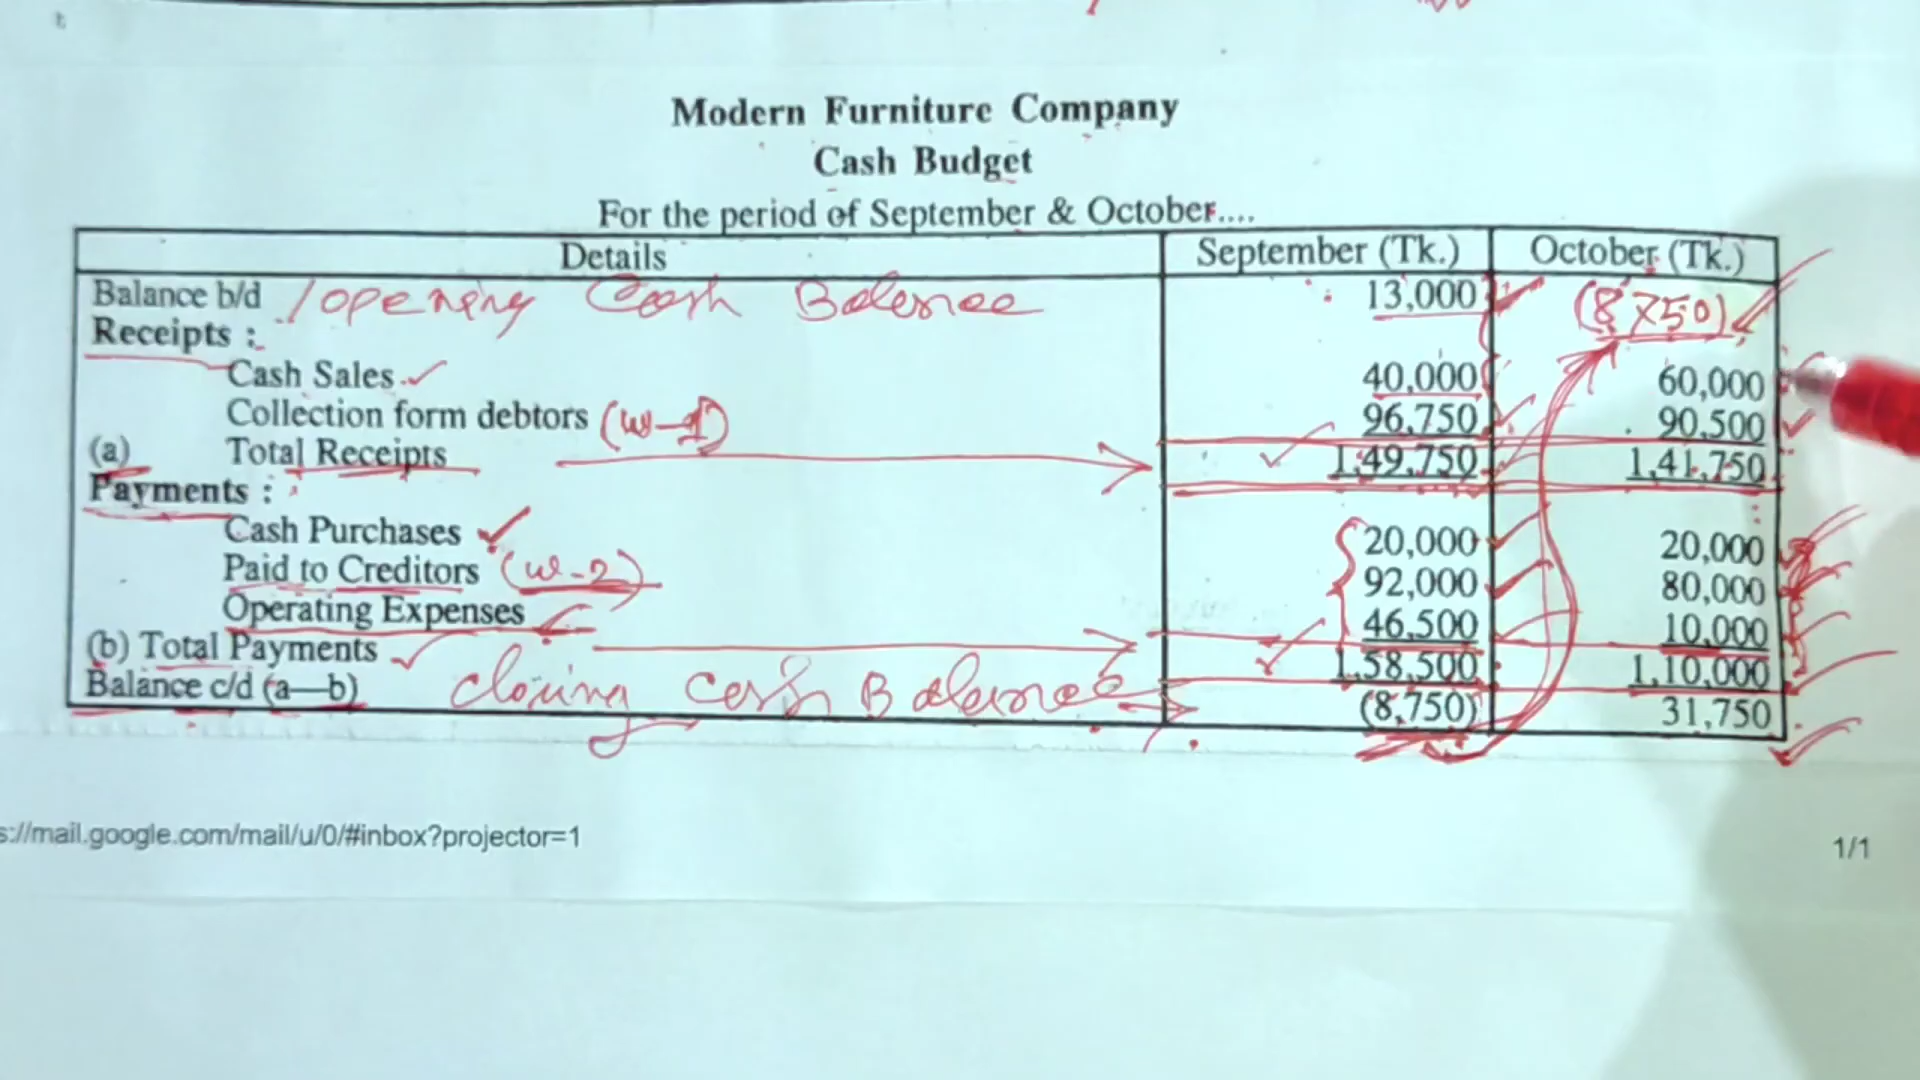 Modern Furniture Company
Cash Budget
For the period of September & October....
Details September (Tk.) October (Tk.)
Balance b/d / opening Cash Balance 13,000 (8750)
Receipts :
Cash Sales 40,000 60,000
Collection form debtors (w-1) 96,750 90,500
(a) Total Receipts 1,49,750 1,41,750
Payments :
Cash Purchases 20,000 20,000
Paid to Creditors (w-2) 92,000 80,000
Operating Expenses 46,500 10,000
(b) Total Payments 1,58,500 1,10,000
Balance c/d (a—b) closing cash Balance (8,750) 31,750
s://mail.google.com/mail/u/0/#inbox?projector=1 1/1